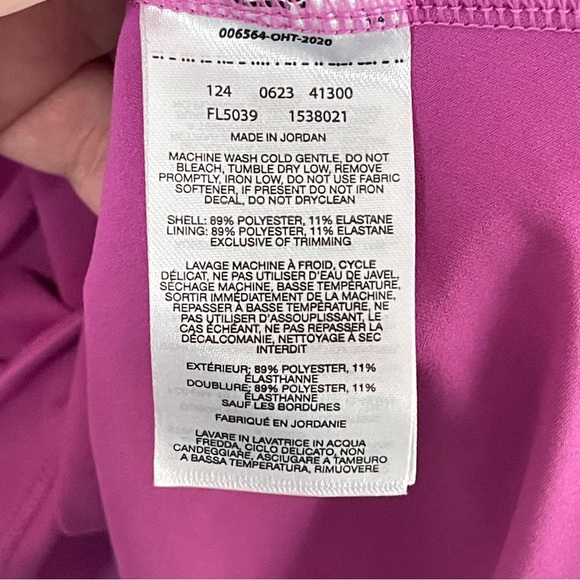 006564-OHT-2020
124 0623 41300
FL5039 1538021
MADE IN JORDAN
MACHINE WASH COLD GENTLE, DO NOT
BLEACH, TUMBLE DRY LOW, REMOVE
PROMPTLY, IRON LOW, DO NOT USE FABRIC
SOFTENER, IF PRESENT DO NOT IRON
DECAL, DO NOT DRYCLEAN
SHELL: 89% POLYESTER, 11% ELASTANE
LINING: 89% POLYESTER, 11% ELASTANE
EXCLUSIVE OF TRIMMING
LAVAGE MACHINE À FROID, CYCLE
DÉLICAT, NE PAS UTILISER D'EAU DE JAVEL,
SÉCHAGE MACHINE, BASSE TEMPÉRATURE,
SORTIR IMMÉDIATEMENT DE LA MACHINE,
REPASSER À BASSE TEMPÉRATURE, NE
PAS UTILISER D'ASSOUPLISSANT, LE
CAS ÉCHÉANT, NE PAS REPASSER LA
DÉCALCOMANIE, NETTOYAGE À SEC
INTERDIT
EXTÉRIEUR: 89% POLYESTER, 11%
ÉLASTHANNE
DOUBLURE: 89% POLYESTER, 11%
ÉLASTHANNE
SAUF LES BORDURES
FABRIQUÉ EN JORDANIE
LAVARE IN LAVATRICE IN ACQUA
FREDDA, CICLO DELICATO, NON
CANDEGGIARE, ASCIUGARE A TAMBURO
A BASSA TEMPERATURA, RIMUOVERE